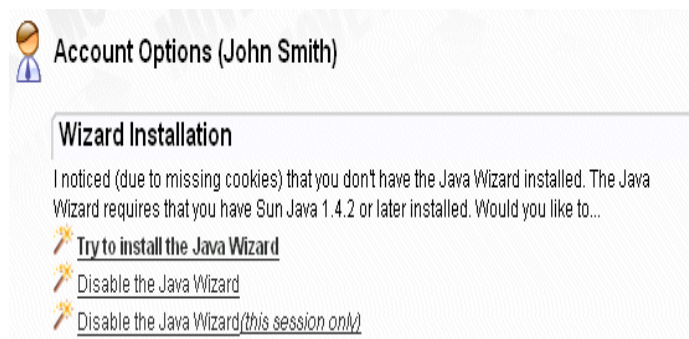 Account Options (John Smith)
Wizard Installation
I noticed (due to missing cookies) that you don't have the Java Wizard installed. The Java
Wizard requires that you have Sun Java 1.4.2 or later installed. Would you like to...
Try to install the Java Wizard
Disable the Java Wizard
Disable the Java Wizard(this session only)